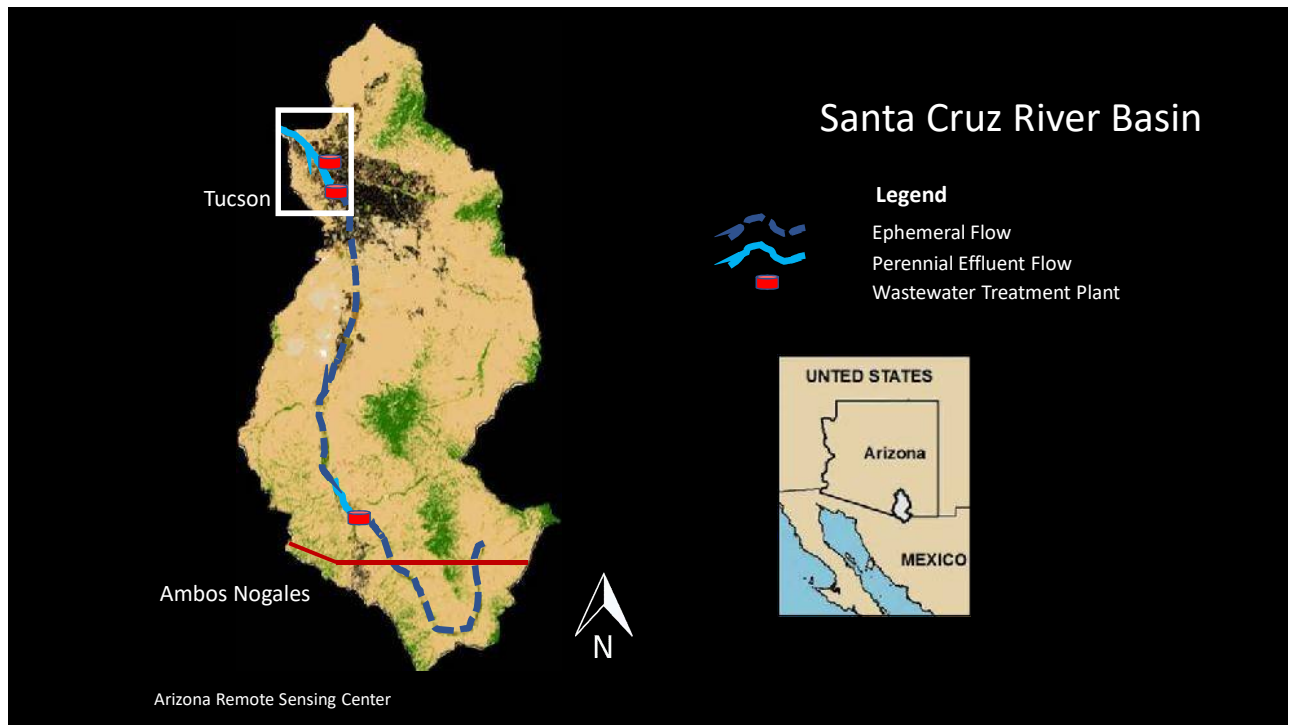 Santa Cruz River Basin
Legend
Ephemeral Flow
Perennial Effluent Flow
Wastewater Treatment Plant
Tucson
UNITED STATES
Arizona
MEXICO
Ambos Nogales
N
Arizona Remote Sensing Center